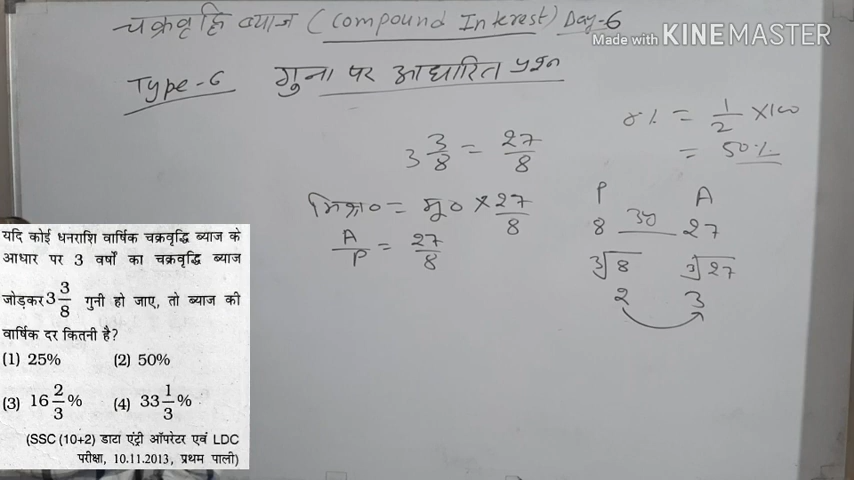 चक्रवृद्धि ब्याज (Compound Interest) Day-6
Made with KINEMASTER
Type-6 गुना पर आधारित प्रश्न
3 3/8 = 27/8
r% = 1/2 × 100
= 50%
मिश्र० = मू० × 27/8
A/P = 27/8
P A
8 3y 27
∛8 ∛27
2 3
यदि कोई धनराशि वार्षिक चक्रवृद्धि ब्याज के
आधार पर 3 वर्षों का चक्रवृद्धि ब्याज
जोड़कर 3 3/8 गुनी हो जाए, तो ब्याज की
वार्षिक दर कितनी है?
(1) 25% (2) 50%
(3) 16 2/3 % (4) 33 1/3 %
(SSC (10+2) डाटा एंट्री ऑपरेटर एवं LDC
परीक्षा, 10.11.2013, प्रथम पाली)